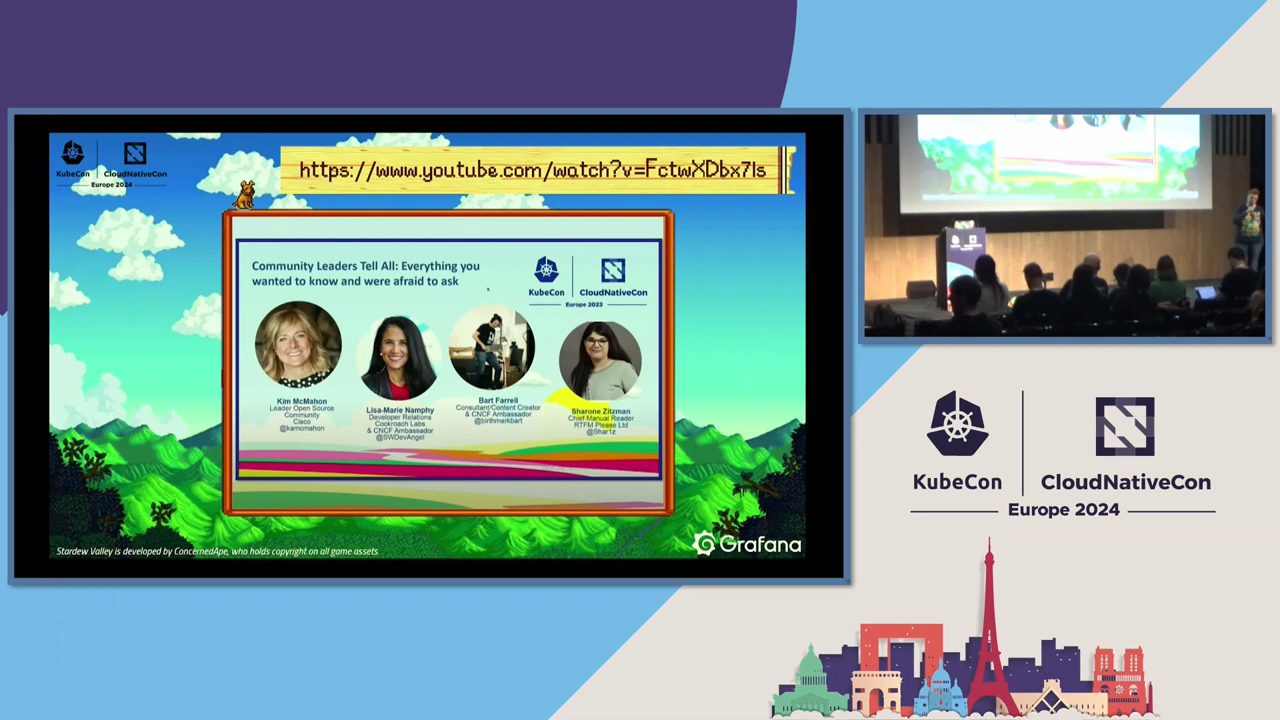 KubeCon
CloudNativeCon
Europe 2024
https://www.youtube.com/watch?v=FctwXDbx7Is
Community Leaders Tell All: Everything you
wanted to know and were afraid to ask
KubeCon
CloudNativeCon
Europe 2023
Kim McMahon
Leader Open Source
Community
Cisco
@kamcmahon
Lisa-Marie Namphy
Developer Relations
Cockroach Labs
& CNCF Ambassador
@SWDevAngel
Bart Farrell
Consultant/Content Creator
& CNCF Ambassador
@birthmarkbart
Sharone Zitzman
Chief Manual Reader
RTFM Please Ltd
@Shar1z
Stardew Valley is developed by ConcernedApe, who holds copyright on all game assets
Grafana
KubeCon
CloudNativeCon
Europe 2024